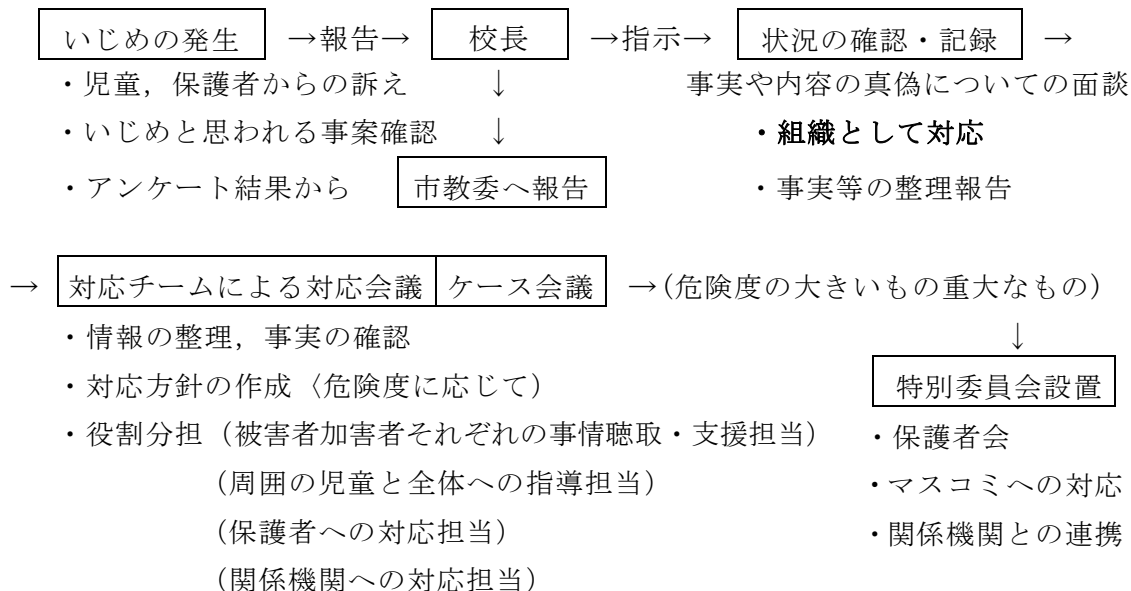 いじめの発生 →報告→ 校長 →指示→ 状況の確認・記録 →
・児童，保護者からの訴え ↓ 事実や内容の真偽についての面談
・いじめと思われる事案確認 ↓ ・組織として対応
・アンケート結果から 市教委へ報告 ・事実等の整理報告
→ 対応チームによる対応会議 ケース会議 →(危険度の大きいもの重大なもの)
・情報の整理，事実の確認 ↓
・対応方針の作成〈危険度に応じて） 特別委員会設置
・役割分担（被害者加害者それぞれの事情聴取・支援担当） ・保護者会
（周囲の児童と全体への指導担当） ・マスコミへの対応
（保護者への対応担当） ・関係機関との連携
（関係機関への対応担当）